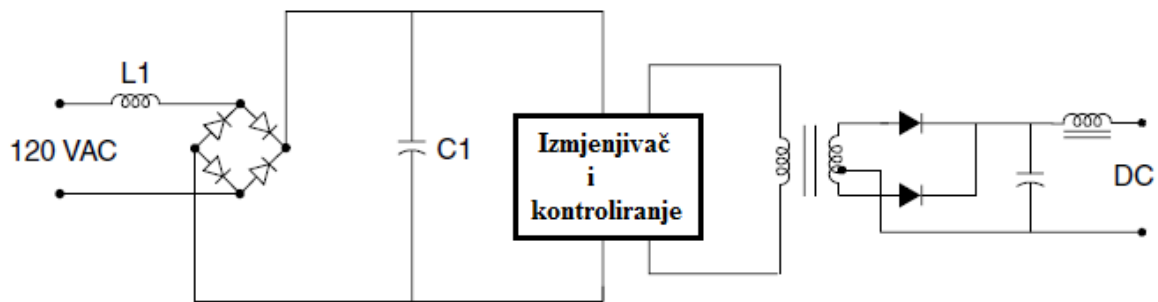 L1
120 VAC
C1
Izmjenjivač
i
kontroliranje
DC